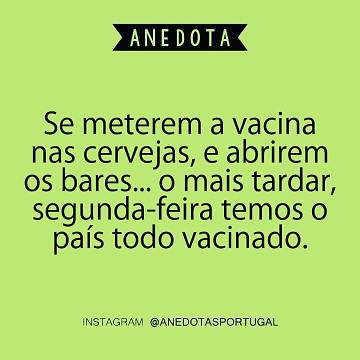 ANEDOTA
Se meterem a vacina
nas cervejas, e abrirem
os bares... o mais tardar,
segunda-feira temos o
país todo vacinado.
INSTAGRAM @ANEDOTASPORTUGAL